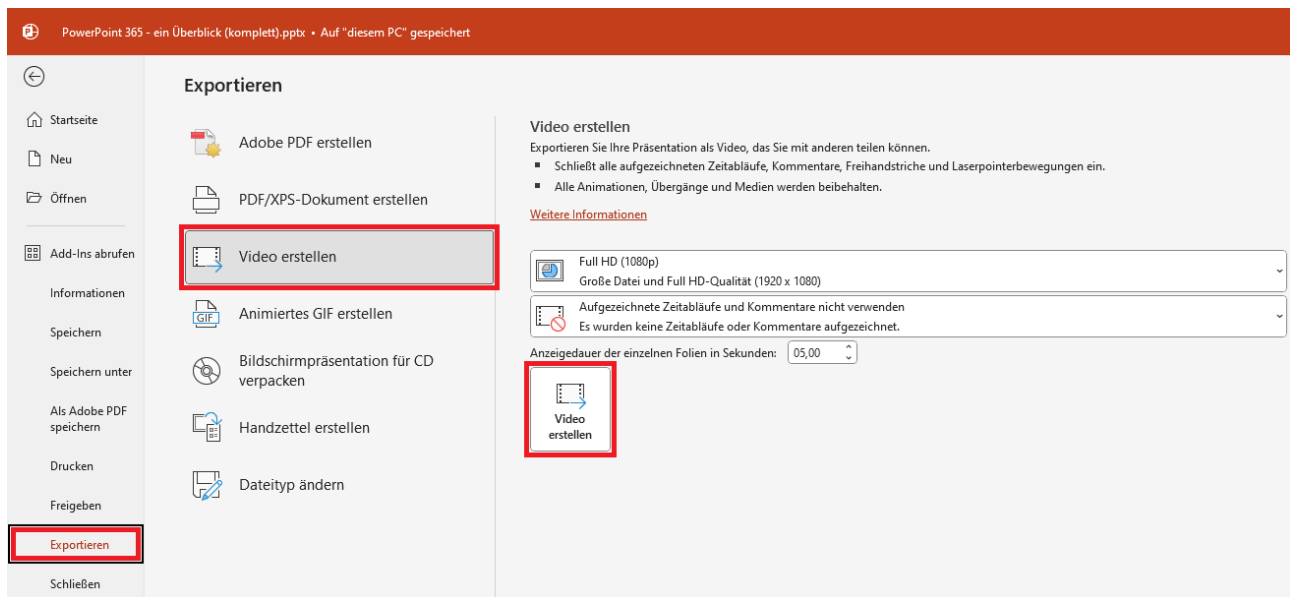 PowerPoint 365 - ein Überblick (komplett).pptx • Auf "diesem PC" gespeichert
Startseite
Neu
Öffnen
Add-Ins abrufen
Informationen
Speichern
Speichern unter
Als Adobe PDF
speichern
Drucken
Freigeben
Exportieren
Schließen
Exportieren
Adobe PDF erstellen
PDF/XPS-Dokument erstellen
Video erstellen
GIF
Animiertes GIF erstellen
Bildschirmpräsentation für CD
verpacken
Handzettel erstellen
Dateityp ändern
Video erstellen
Exportieren Sie Ihre Präsentation als Video, das Sie mit anderen teilen können.
▪ Schließt alle aufgezeichneten Zeitabläufe, Kommentare, Freihandstriche und Laserpointerbewegungen ein.
▪ Alle Animationen, Übergänge und Medien werden beibehalten.
Weitere Informationen
Full HD (1080p)
Große Datei und Full HD-Qualität (1920 x 1080)
Aufgezeichnete Zeitabläufe und Kommentare nicht verwenden
Es wurden keine Zeitabläufe oder Kommentare aufgezeichnet.
Anzeigedauer der einzelnen Folien in Sekunden: 05,00
Video
erstellen